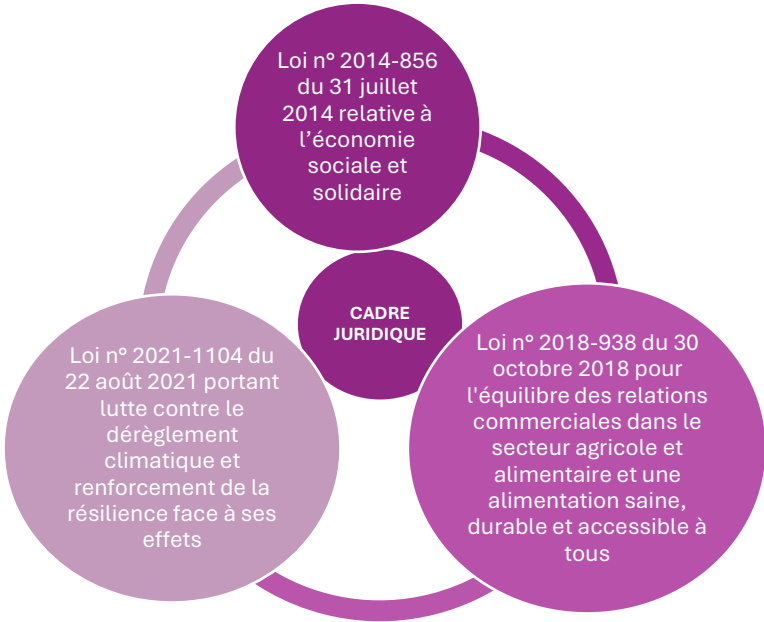 Loi n° 2014-856
du 31 juillet
2014 relative à
l’économie
sociale et
solidaire
CADRE
JURIDIQUE
Loi n° 2021-1104 du
22 août 2021 portant
lutte contre le
dérèglement
climatique et
renforcement de la
résilience face à ses
effets
Loi n° 2018-938 du 30
octobre 2018 pour
l'équilibre des relations
commerciales dans le
secteur agricole et
alimentaire et une
alimentation saine,
durable et accessible à
tous